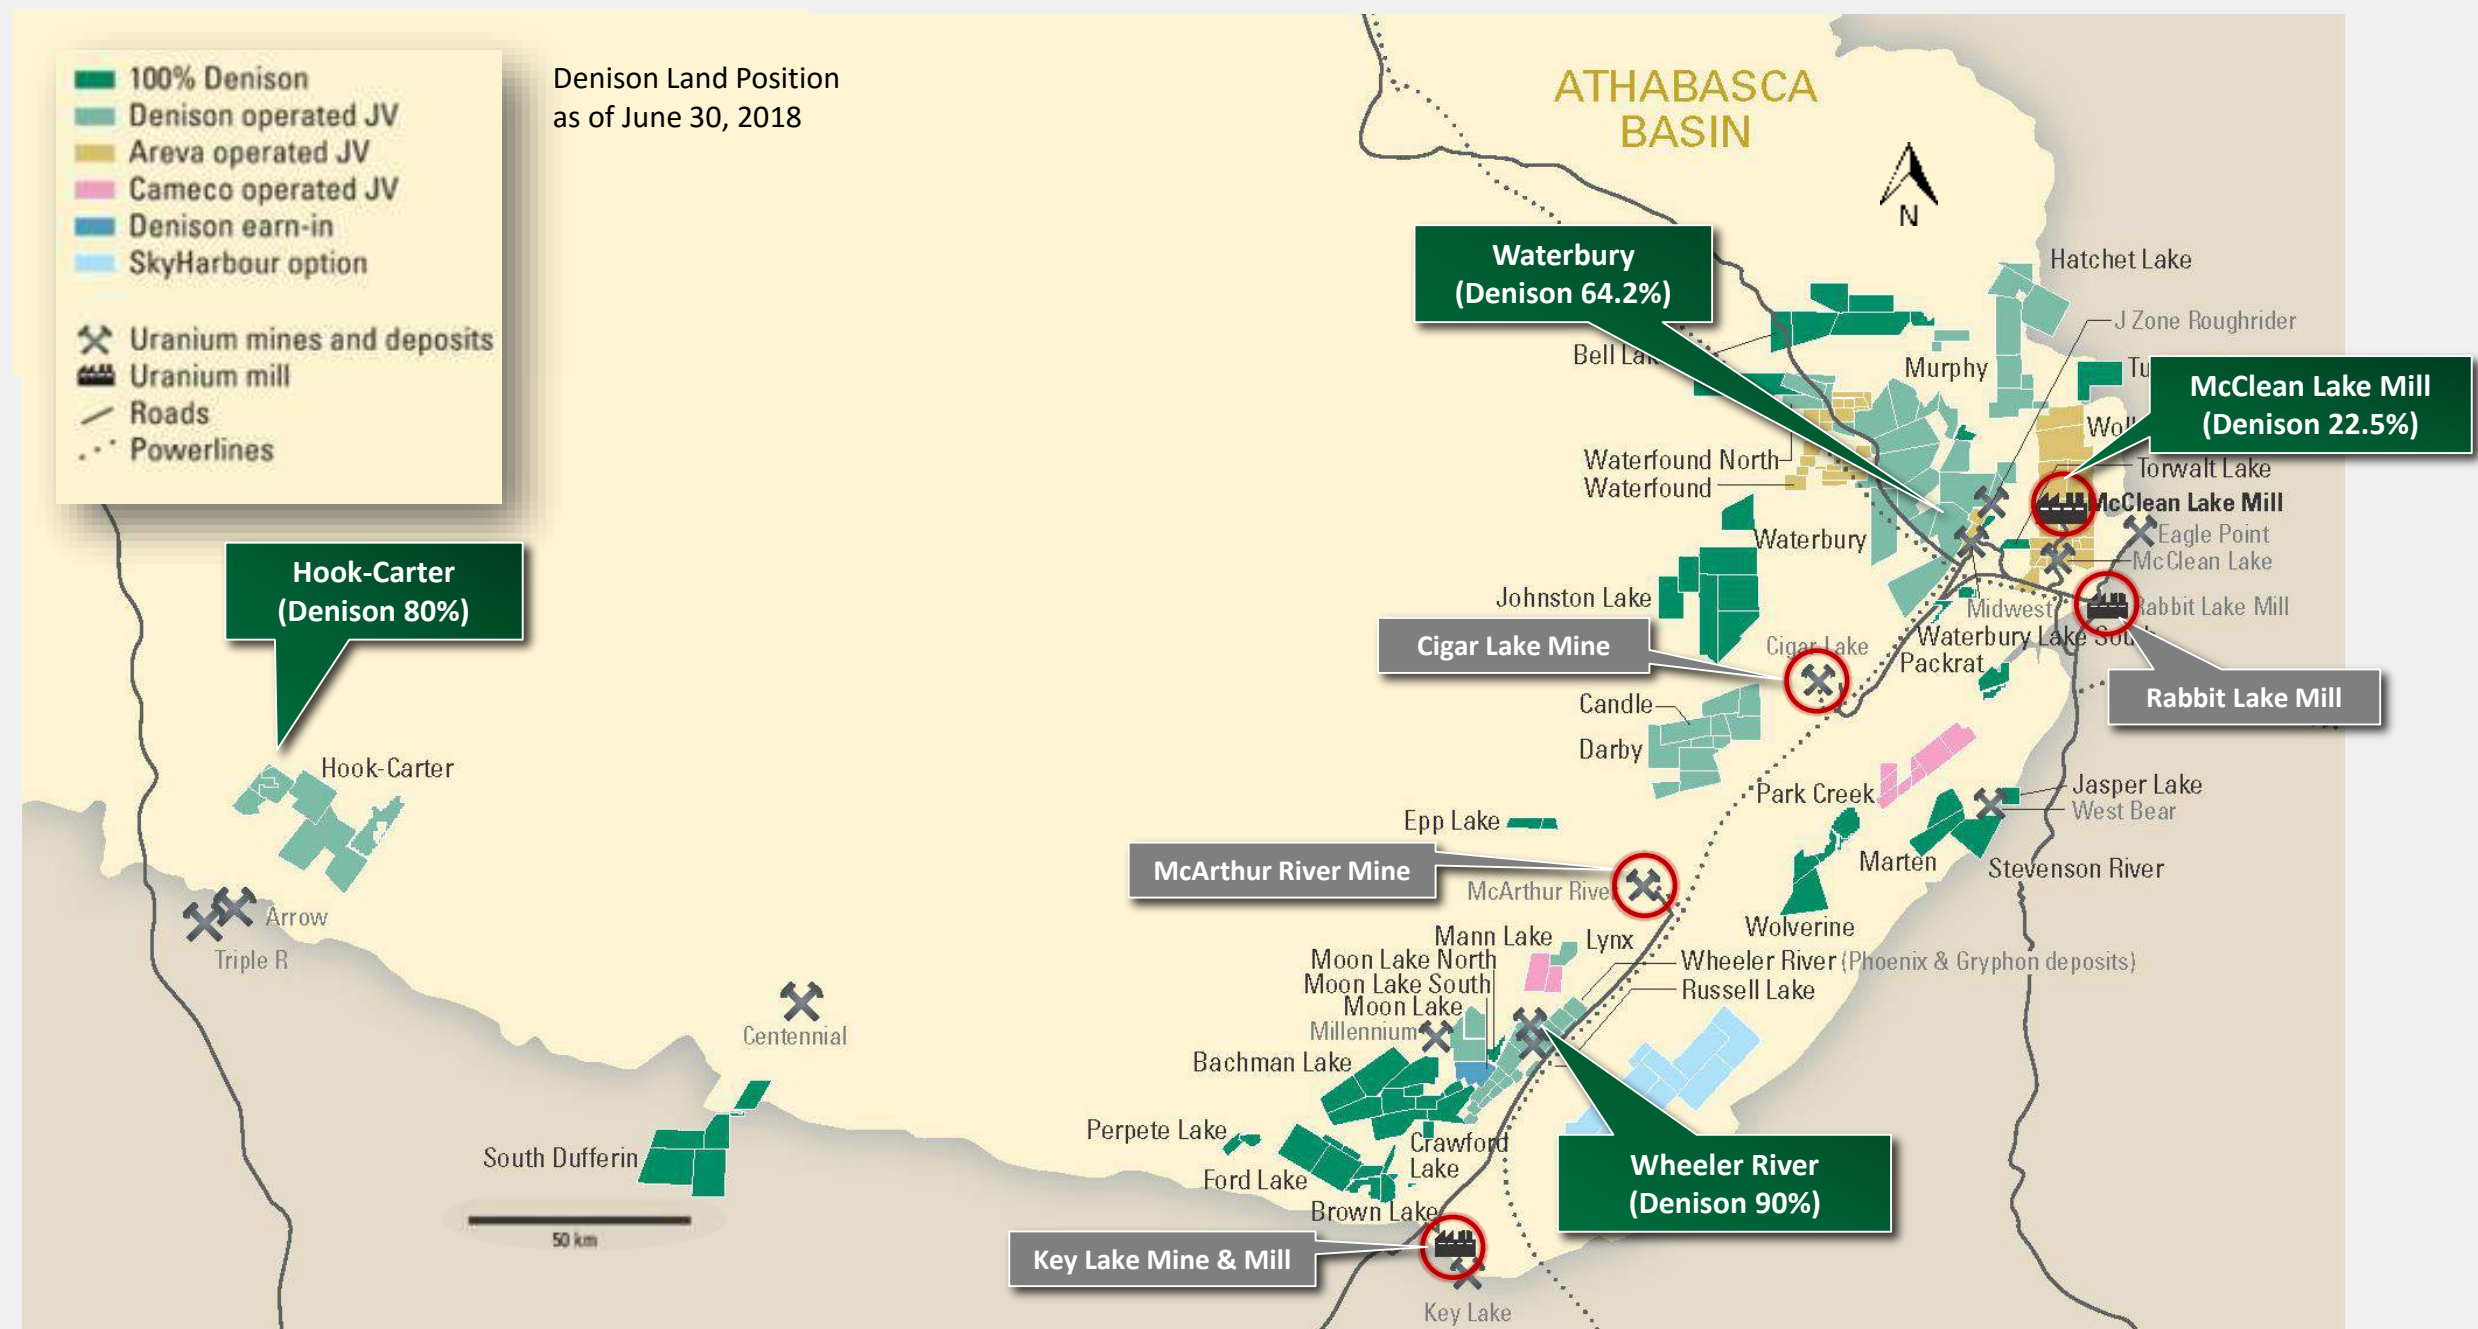 100% Denison
Denison operated JV
Areva operated JV
Cameco operated JV
Denison earn-in
SkyHarbour option
Uranium mines and deposits
Uranium mill
Roads
Powerlines
Denison Land Position
as of June 30, 2018
ATHABASCA
BASIN
N
Waterbury
(Denison 64.2%)
Hatchet Lake
J Zone Roughrider
Bell
Murphy
McClean Lake Mill
(Denison 22.5%)
Waterfound North
Waterfound
Torwalt Lake
McClean Lake Mill
Eagle Point
McClean Lake
Waterbury
Hook-Carter
(Denison 80%)
Johnston Lake
Midwest
Rabbit Lake Mill
Waterbury Lake
Cigar Lake Mine
Cigar Lake
Packrat
Rabbit Lake Mill
Candle
Darby
Hook-Carter
Park Creek
Jasper Lake
West Bear
Epp Lake
Marten
Stevenson River
McArthur River Mine
McArthur
Arrow
Triple R
Wolverine
Mann Lake
Lynx
Moon Lake North
Wheeler River (Phoenix & Gryphon deposits)
Moon Lake South
Russell Lake
Moon Lake
Millennium
Centennial
Bachman Lake
Perpete Lake
Crawford
Lake
South Dufferin
Ford Lake
Wheeler River
(Denison 90%)
Brown Lake
50 km
Key Lake Mine & Mill
Key Lake